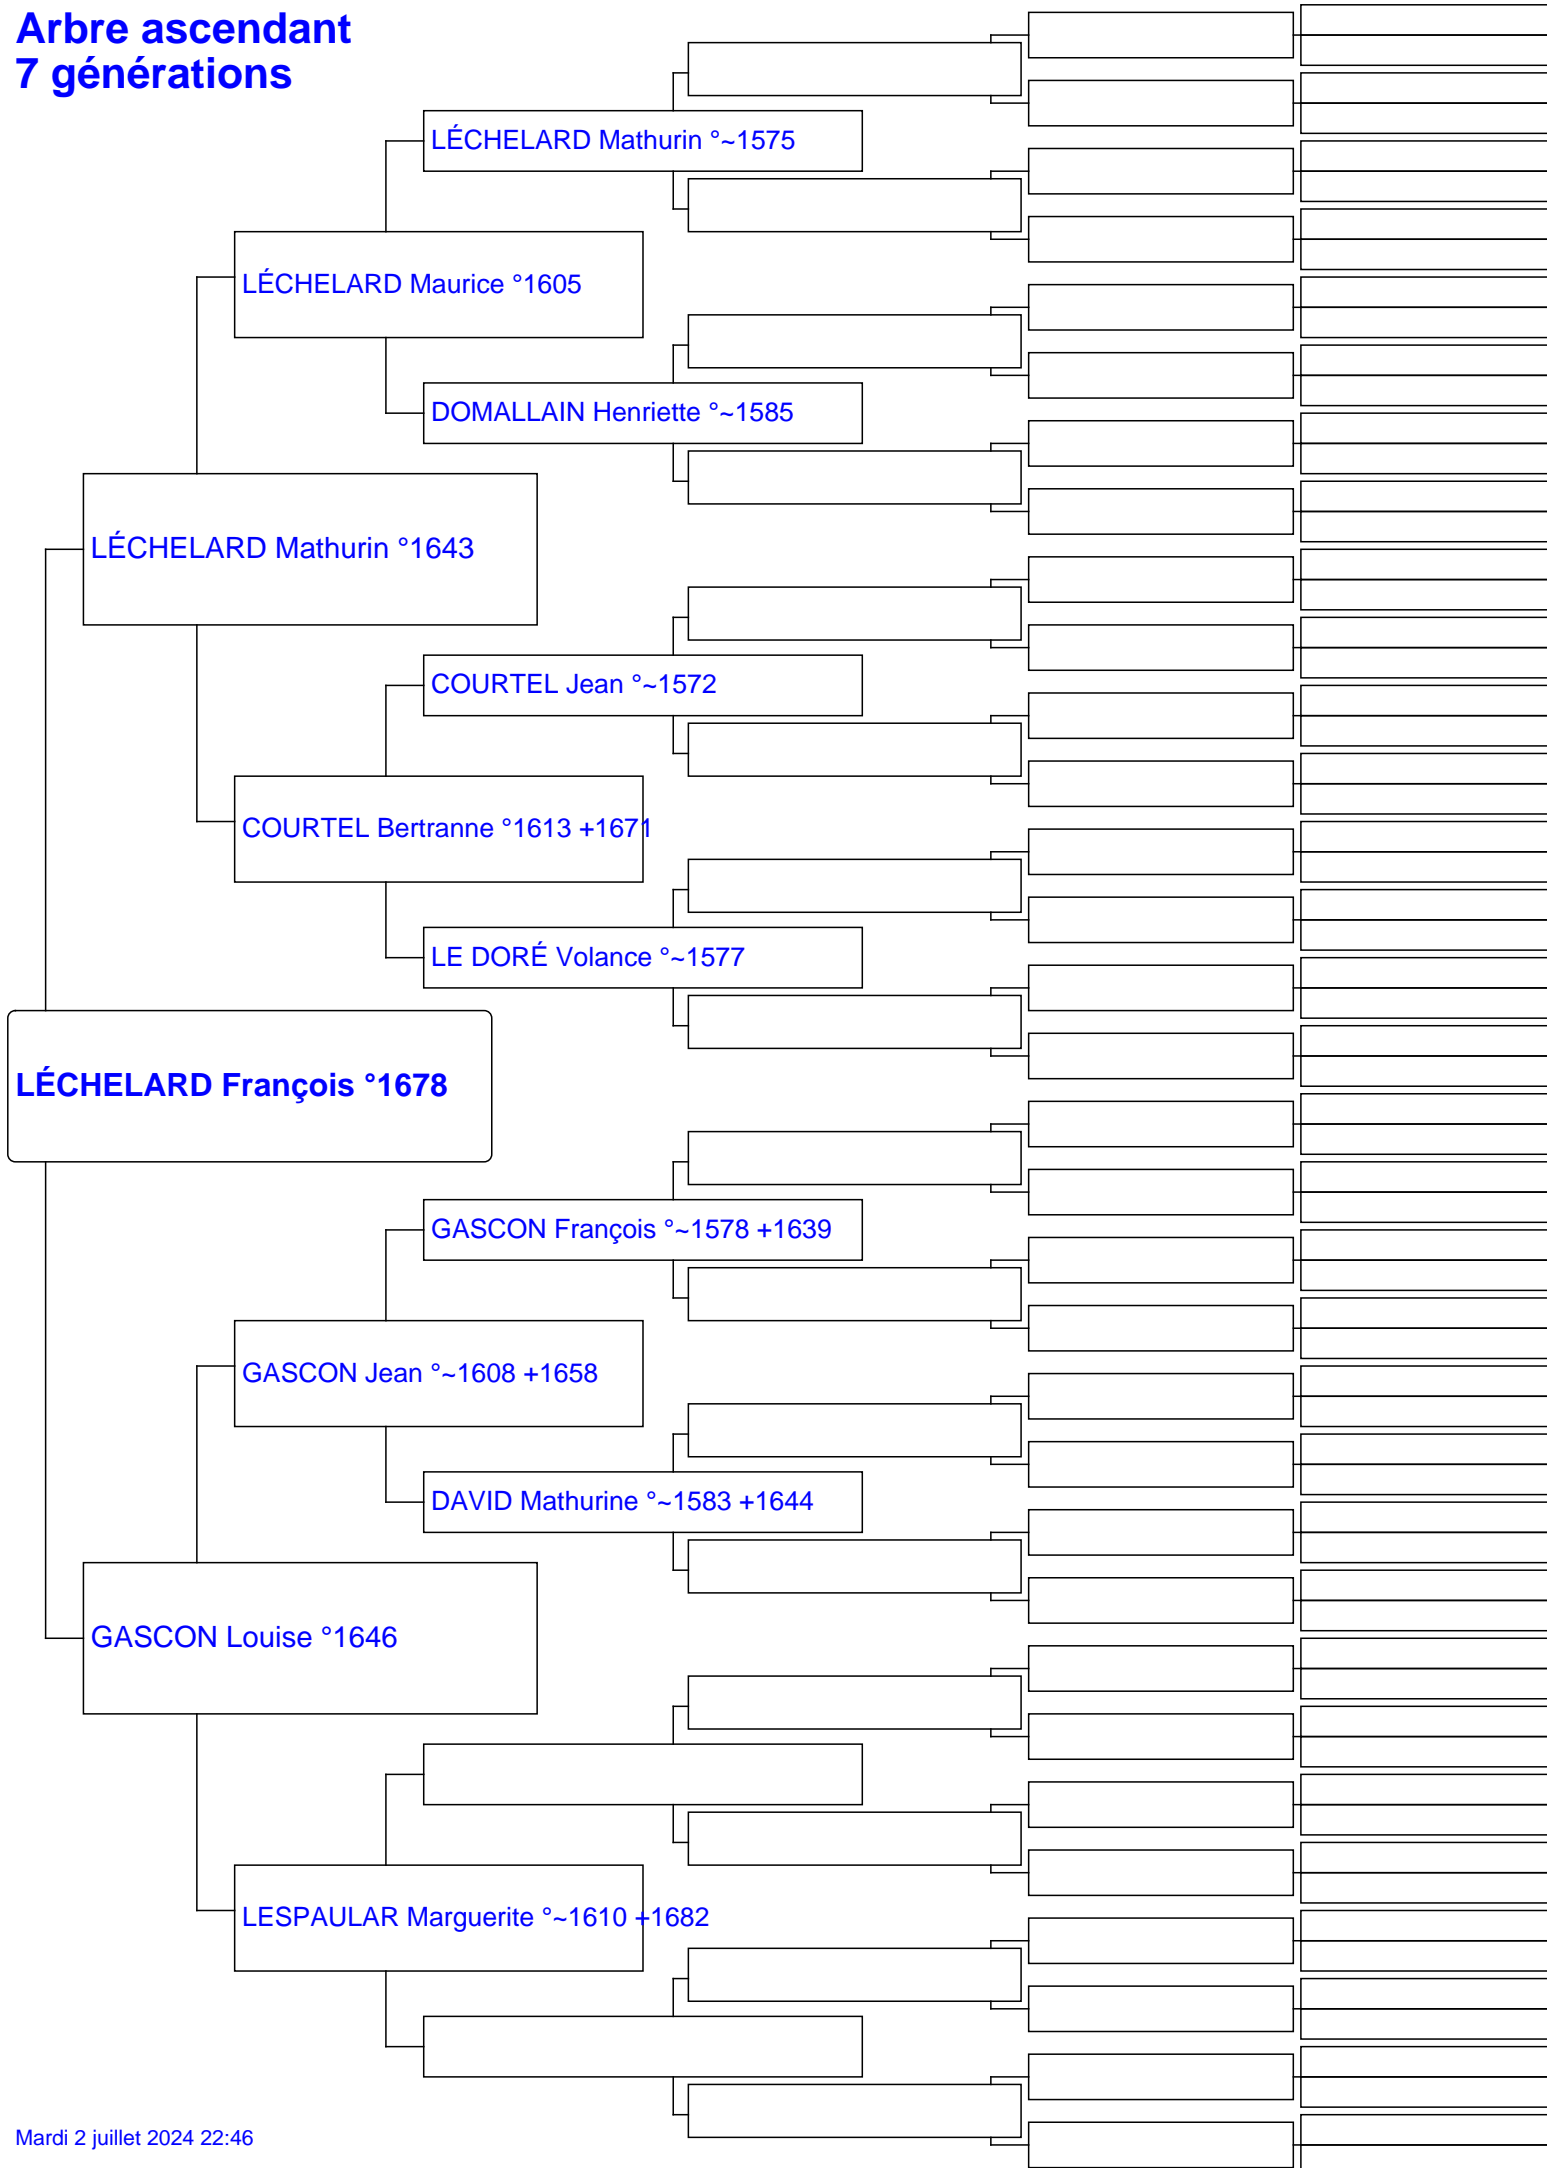 Arbre ascendant
7 générations
LÉCHELARD Mathurin °~1575
LÉCHELARD Maurice °1605
DOMALLAIN Henriette °~1585
LÉCHELARD Mathurin °1643
COURTEL Jean °~1572
COURTEL Bertranne °1613 +1671
LE DORÉ Volance °~1577
LÉCHELARD François °1678
GASCON François °~1578 +1639
GASCON Jean °~1608 +1658
DAVID Mathurine °~1583 +1644
GASCON Louise °1646
LESPAULAR Marguerite °~1610 +1682
Mardi 2 juillet 2024 22:46